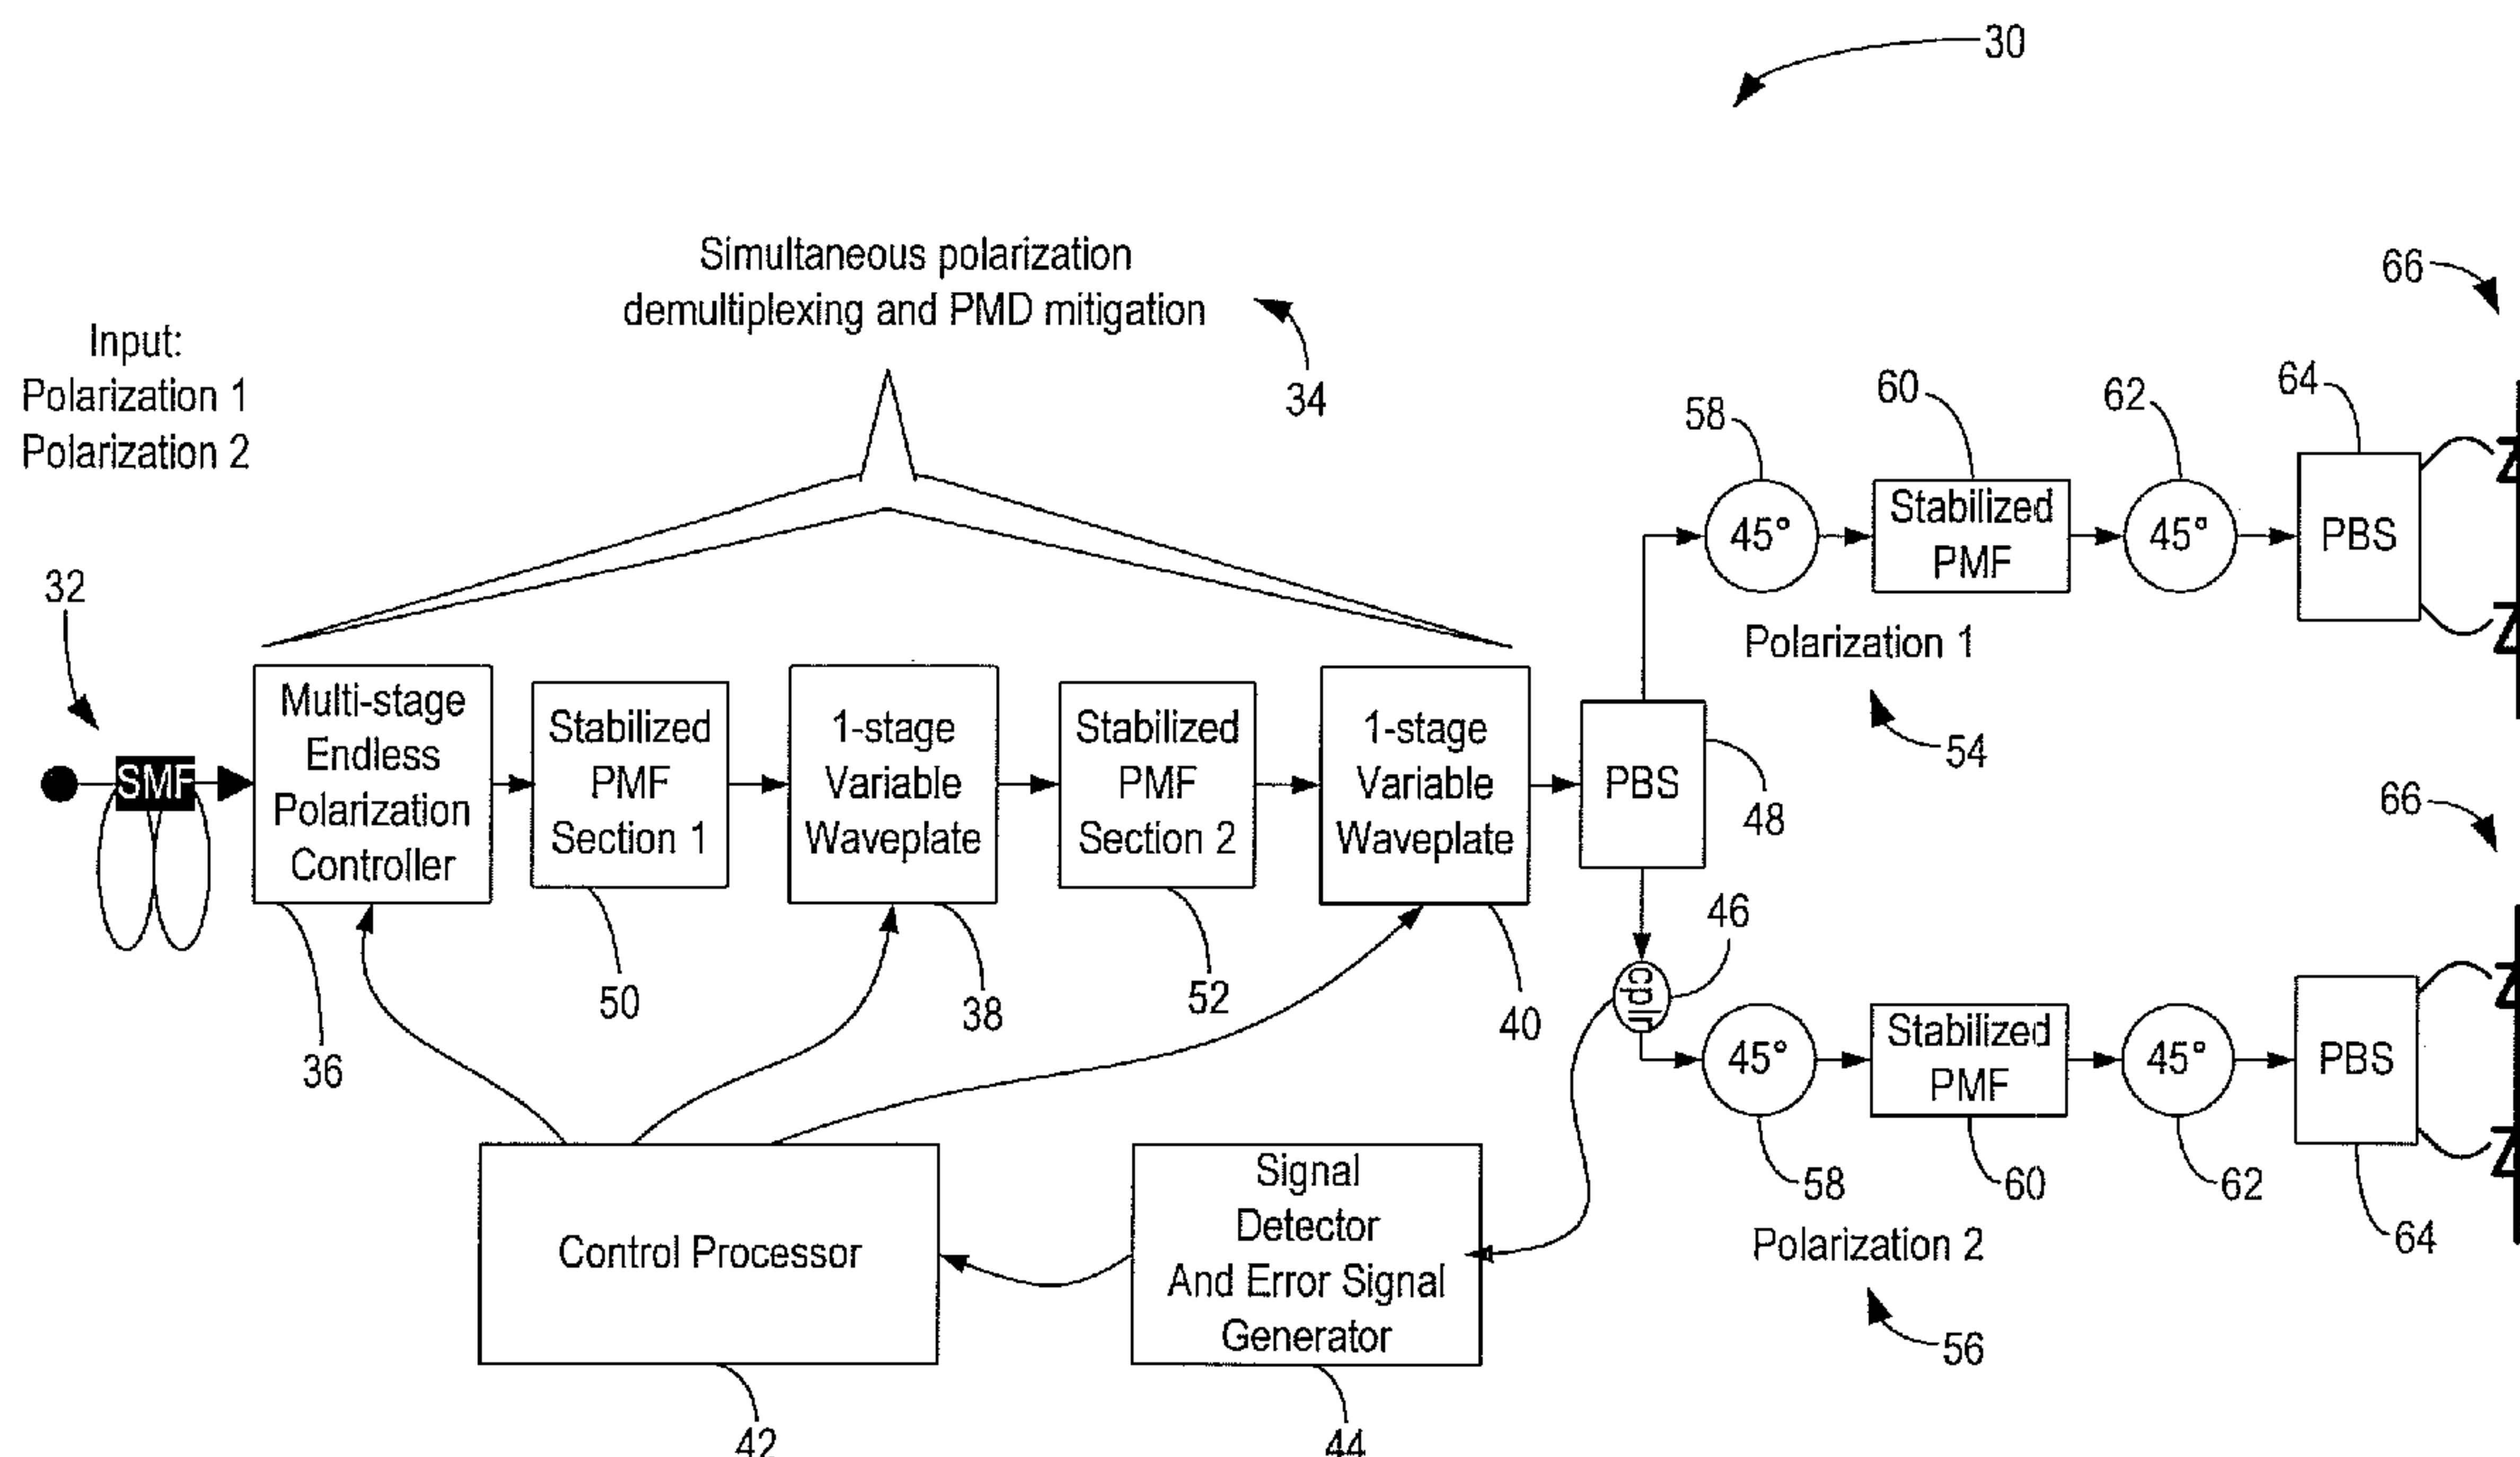 30
Simultaneous polarization
demultiplexing and PMD mitigation
34
Input:
Polarization 1
Polarization 2
32
SMF
Multi-stage
Endless
Polarization
Controller
36
Stabilized
PMF
Section 1
50
1-stage
Variable
Waveplate
38
Stabilized
PMF
Section 2
52
1-stage
Variable
Waveplate
40
PBS
48
46
58
45°
60
Stabilized
PMF
62
45°
64
PBS
66
Polarization 1
54
45°
58
Stabilized
PMF
60
45°
62
PBS
64
66
Polarization 2
56
Control Processor
42
Signal
Detector
And Error Signal
Generator
44